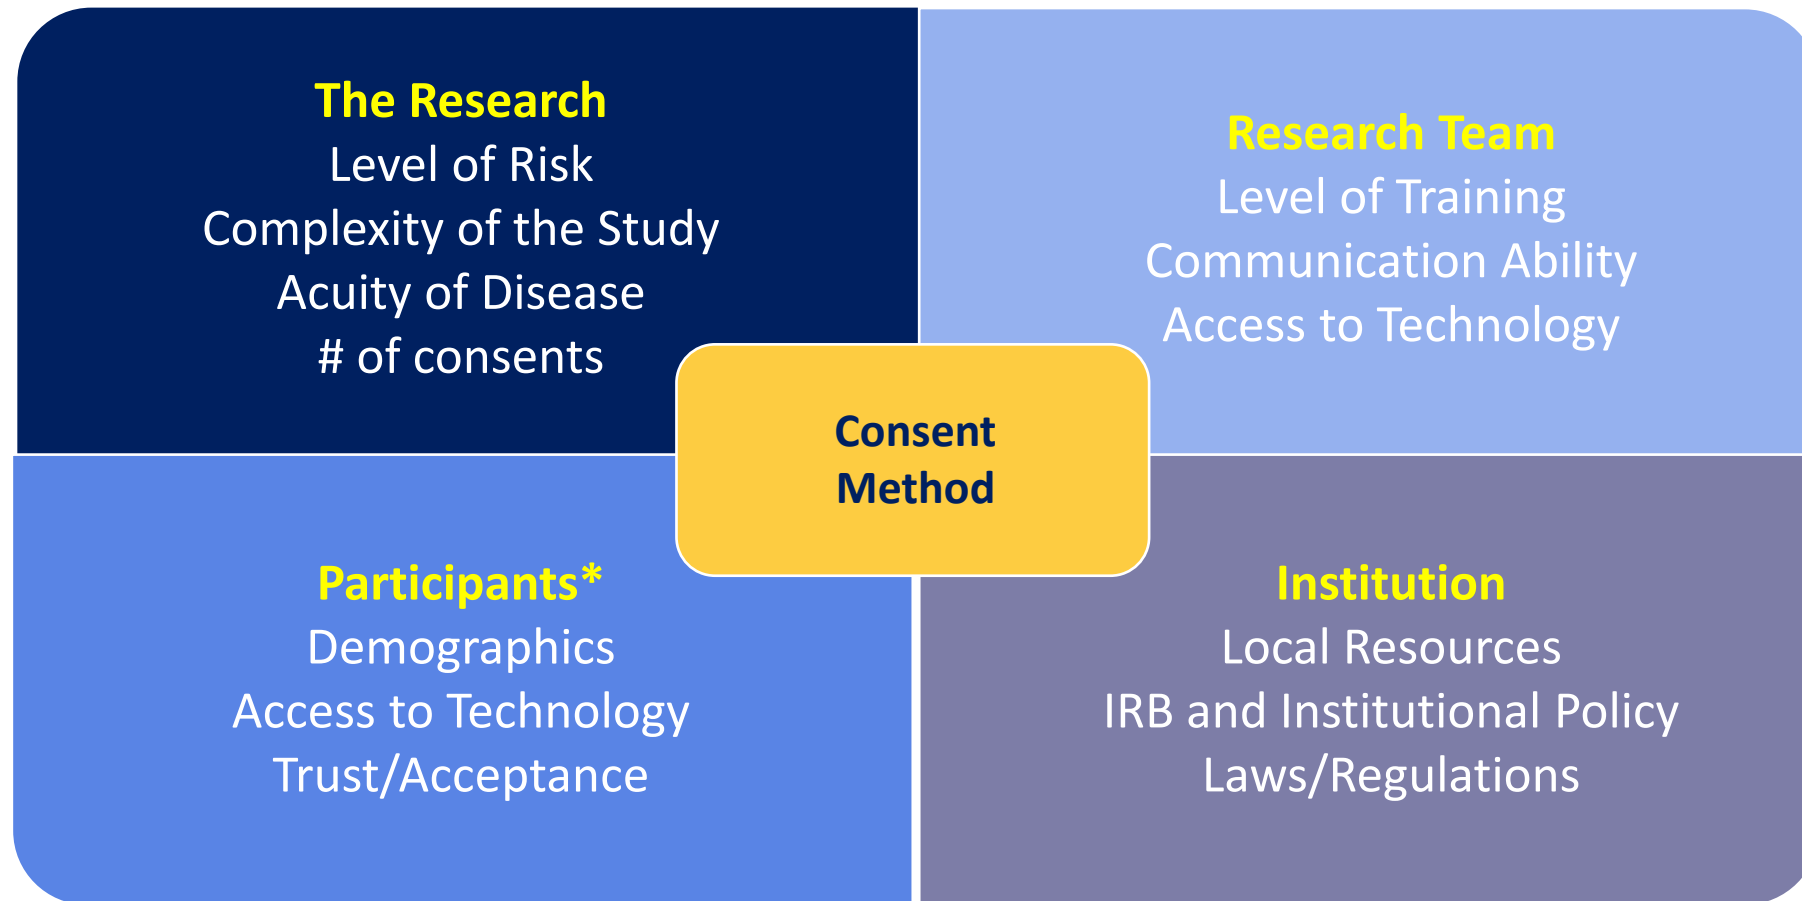 The Research
Level of Risk
Complexity of the Study
Acuity of Disease
# of consents
Research Team
Level of Training
Communication Ability
Access to Technology
Consent
Method
Participants*
Demographics
Access to Technology
Trust/Acceptance
Institution
Local Resources
IRB and Institutional Policy
Laws/Regulations